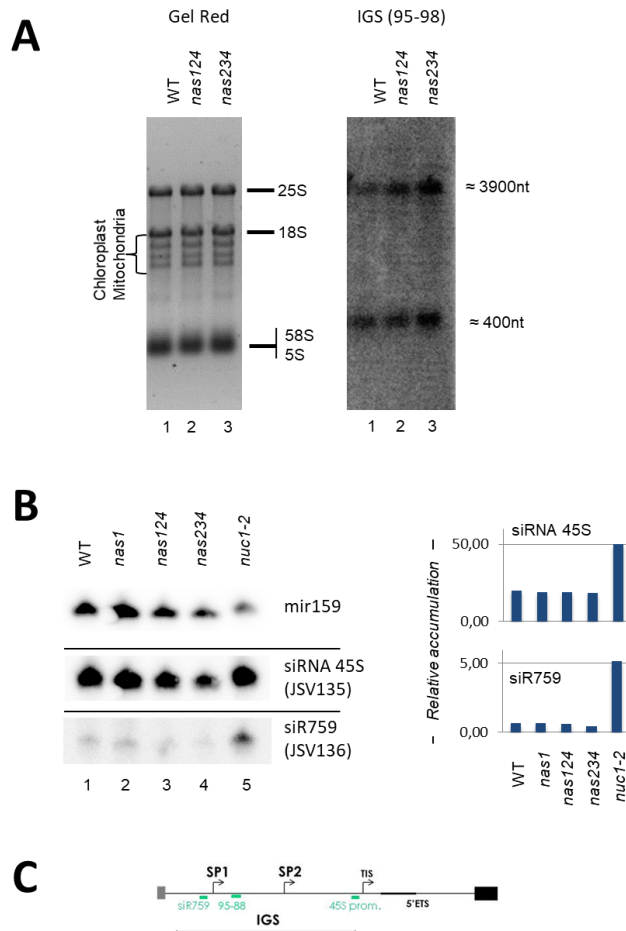 A
Gel Red
IGS (95-98)
WT
nas124
nas234
WT
nas124
nas234
25S
18S
Chloroplast
Mitochondria
58S
5S
≈ 3900nt
≈ 400nt
1 2 3
1 2 3
B
WT
nas1
nas124
nas234
nuc1-2
mir159
siRNA 45S
(JSV135)
siR759
(JSV136)
1 2 3 4 5
– Relative accumulation –
siRNA 45S
50,00
0,00
siR759
5,00
0,00
WT
nas1
nas124
nas234
nuc1-2
C
SP1
SP2
TIS
siR759
95-88
45S prom.
5'ETS
IGS